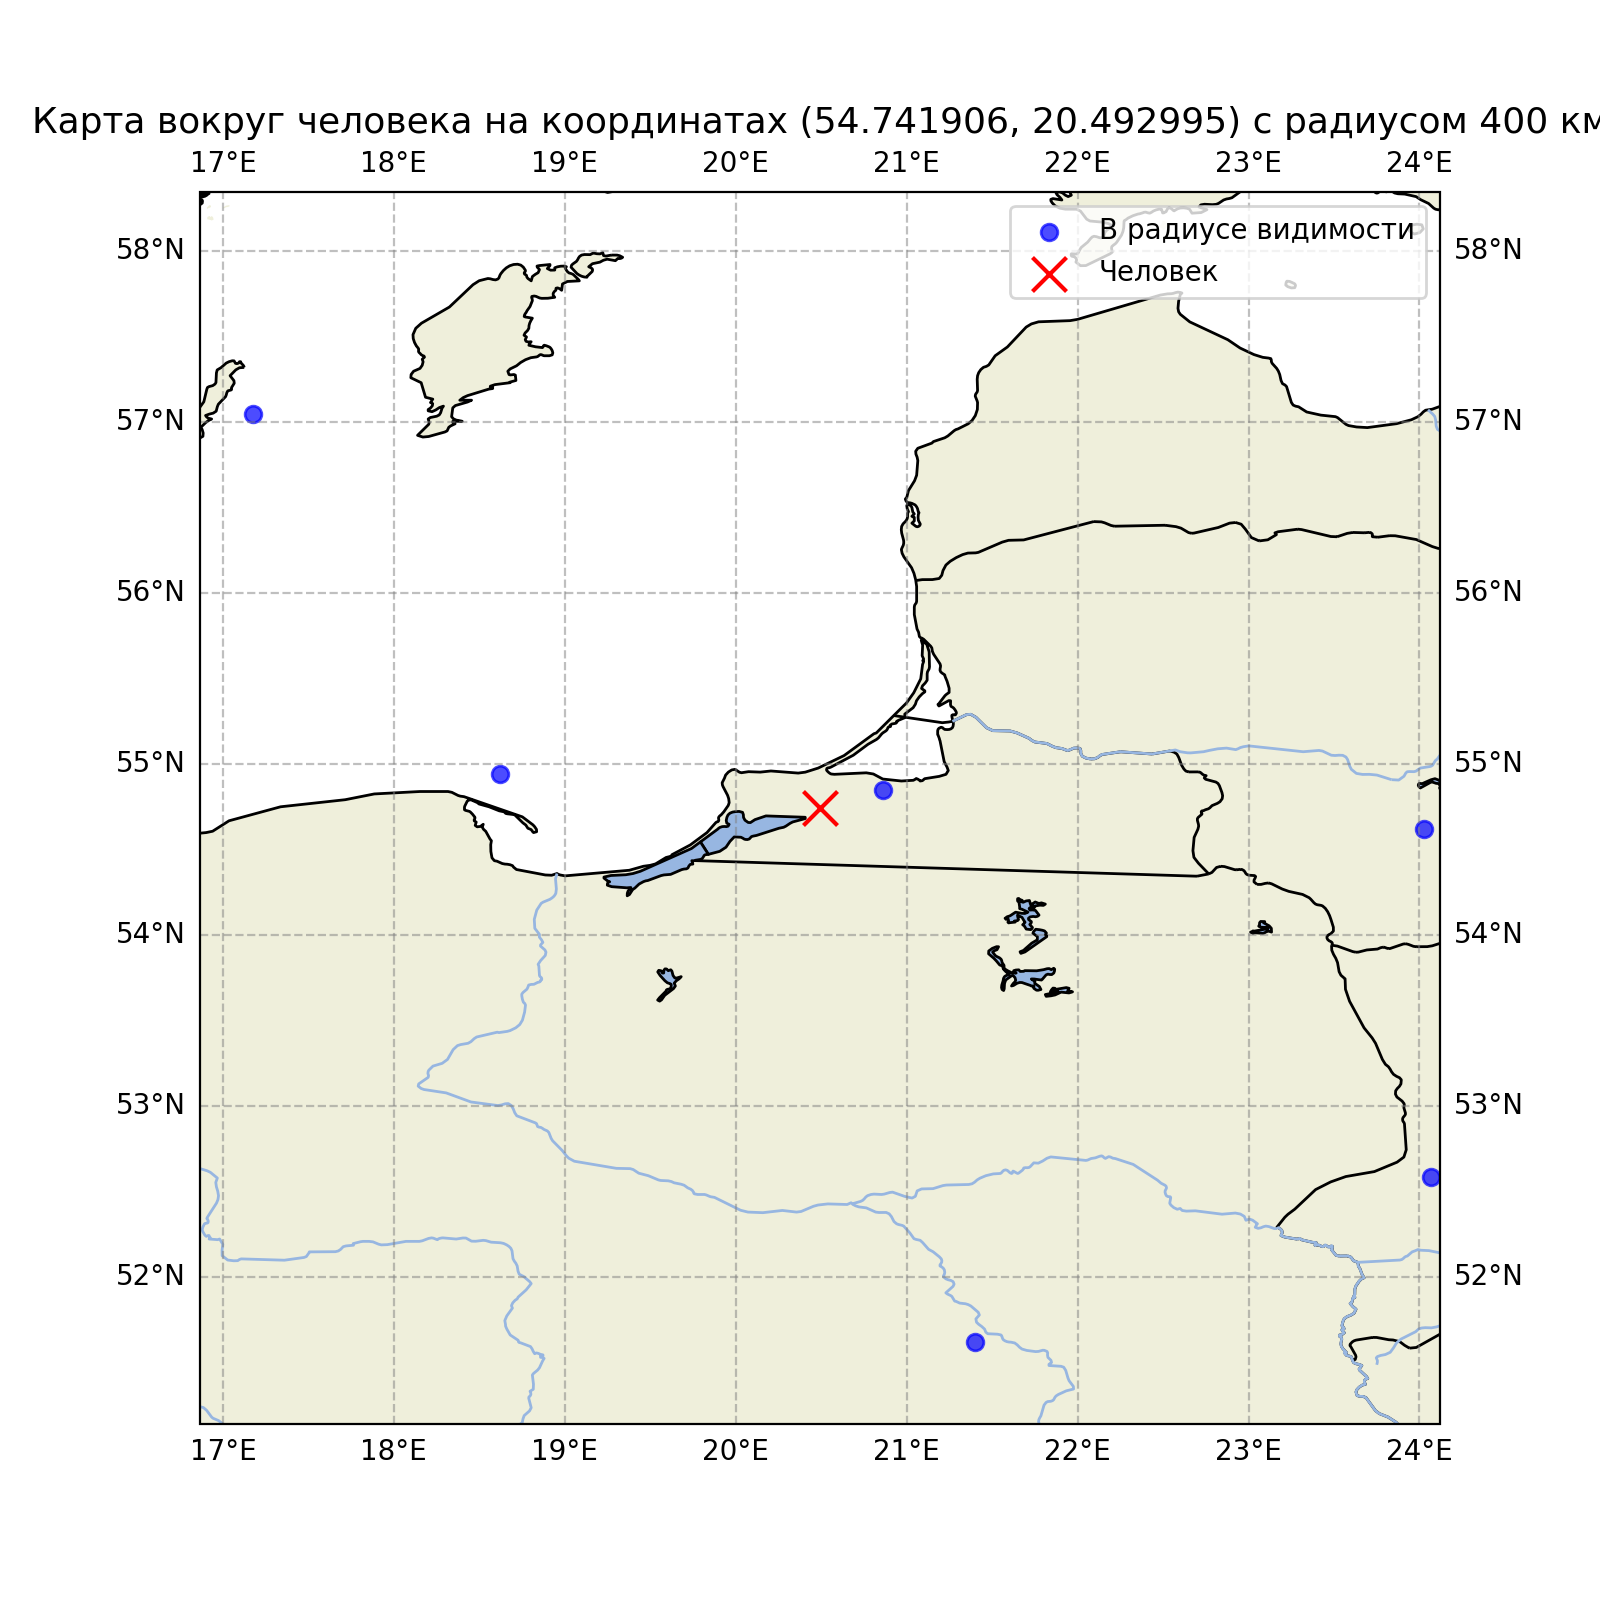 Карта вокруг человека на координатах (54.741906, 20.492995) с радиусом 400 км
17°E 18°E 19°E 20°E 21°E 22°E 23°E 24°E
В радиусе видимости
Человек
58°N 58°N
57°N 57°N
56°N 56°N
55°N 55°N
54°N 54°N
53°N 53°N
52°N 52°N
17°E 18°E 19°E 20°E 21°E 22°E 23°E 24°E